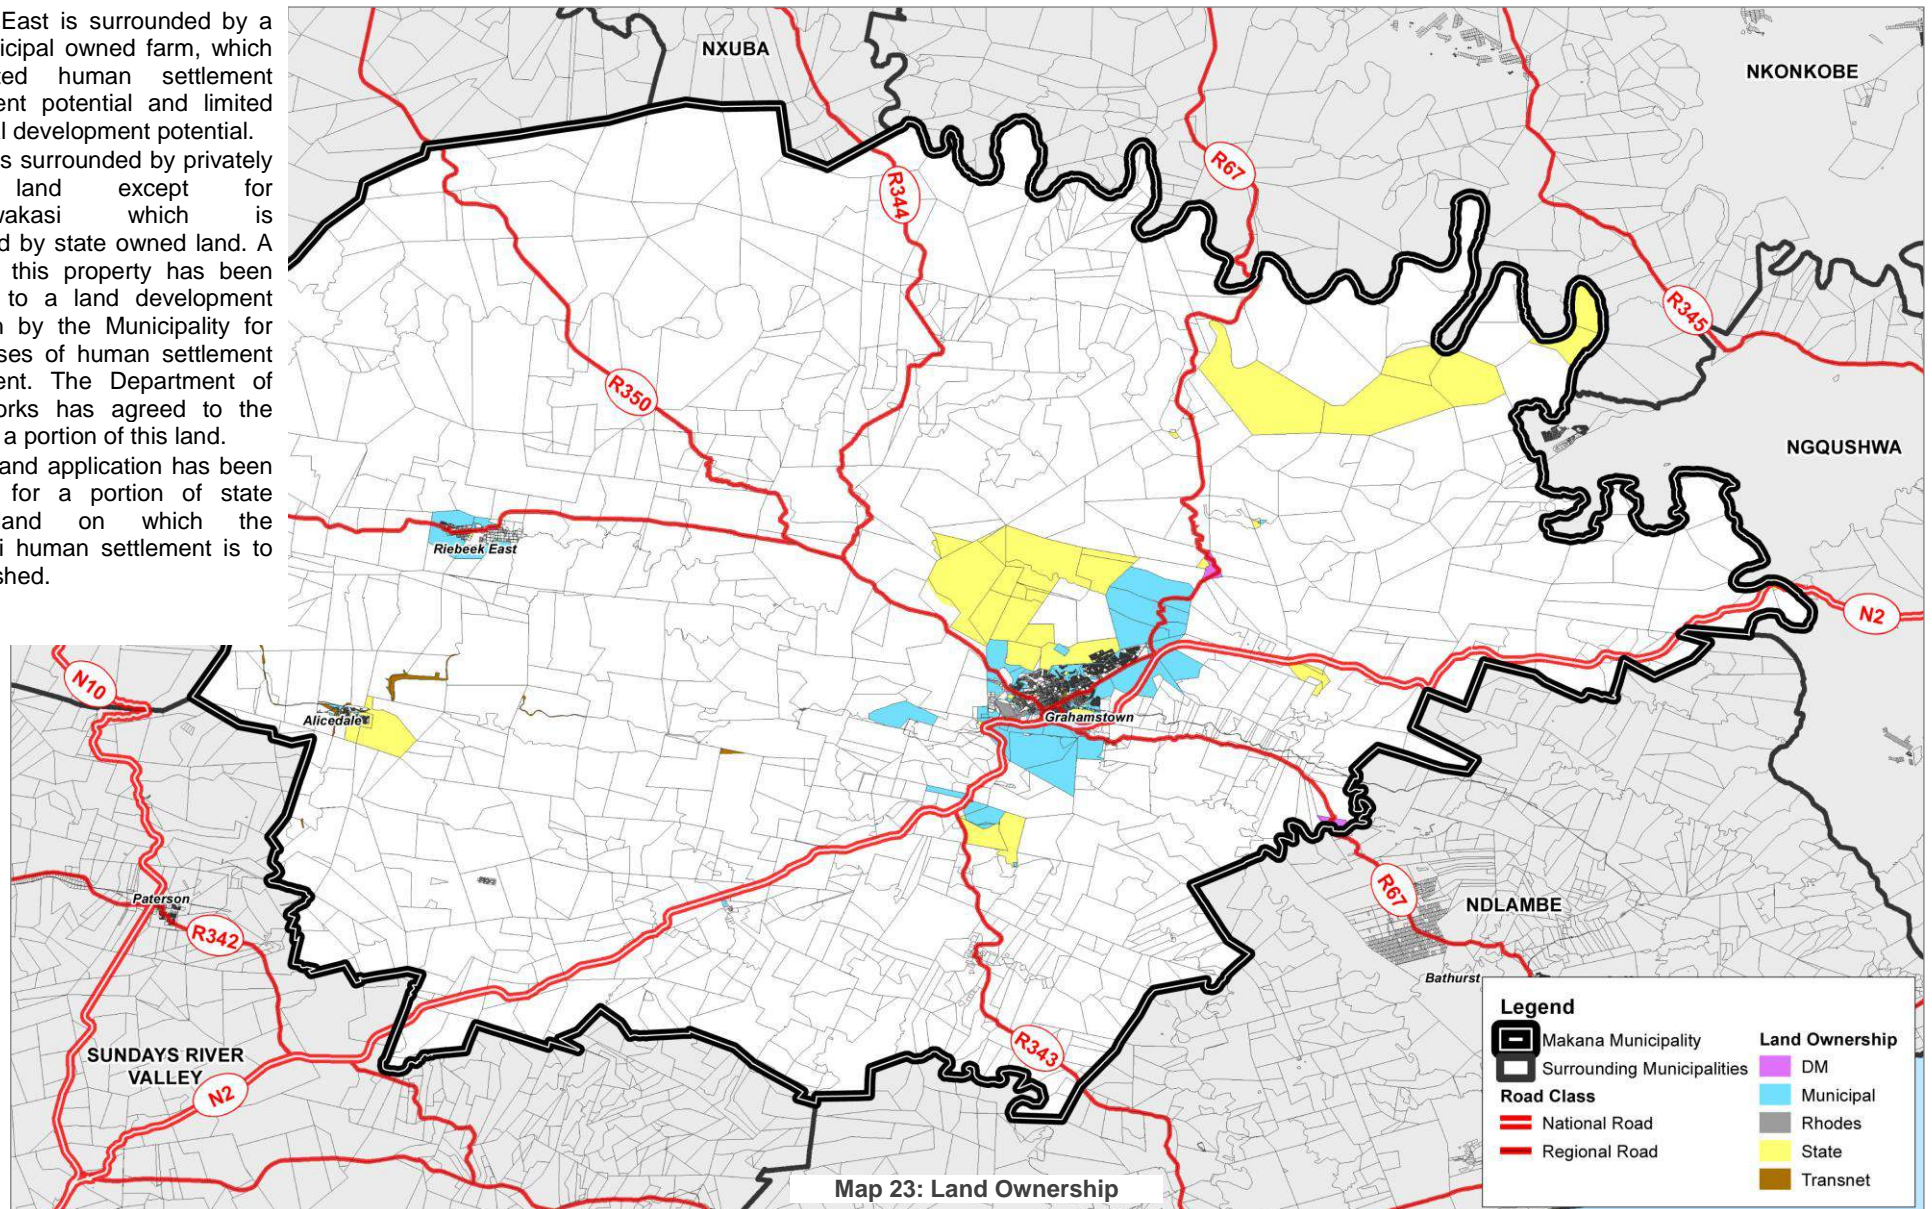 East is surrounded by a
icipal owned farm, which
ted human settlement
ent potential and limited
l development potential.
s surrounded by privately
land except for
wakasi which is
d by state owned land. A
this property has been
to a land development
n by the Municipality for
ses of human settlement
ent. The Department of
orks has agreed to the
a portion of this land.
and application has been
for a portion of state
and on which the
i human settlement is to
shed.
NXUBA
NKONKOBE
R67
R344
R345
R350
NGQUSHWA
Riebeek East
N2
N10
Alicedale
Grahamstown
Paterson
R342
R67
NDLAMBE
Bathurst
SUNDAYS RIVER
VALLEY
N2
R343
Legend
Makana Municipality
Surrounding Municipalities
Road Class
National Road
Regional Road
Land Ownership
DM
Municipal
Rhodes
State
Transnet
Map 23: Land Ownership